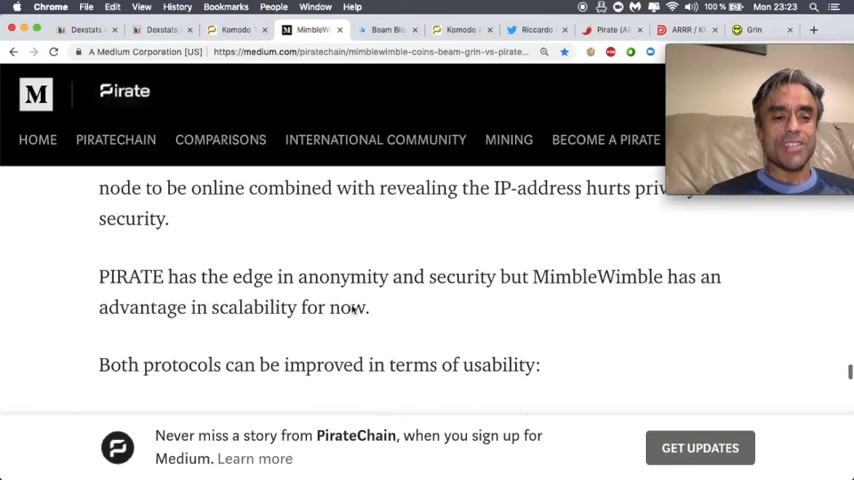 Chrome File Edit View History Bookmarks People Window Help
100 % Mon 23:23
Dexstats
Dexstats
Komodo T
MimbleW
Beam Blo
Komodo
Riccardo
Pirate (A
ARRR / K
Grin
A Medium Corporation [US] https://medium.com/piratechain/mimblewimble-coins-beam-grin-vs-pirate...
M Pirate
HOME PIRATECHAIN COMPARISONS INTERNATIONAL COMMUNITY MINING BECOME A PIRATE
node to be online combined with revealing the IP-address hurts
security.
PIRATE has the edge in anonymity and security but MimbleWimble has an
advantage in scalability for now.
Both protocols can be improved in terms of usability:
Never miss a story from PirateChain, when you sign up for
Medium. Learn more
GET UPDATES